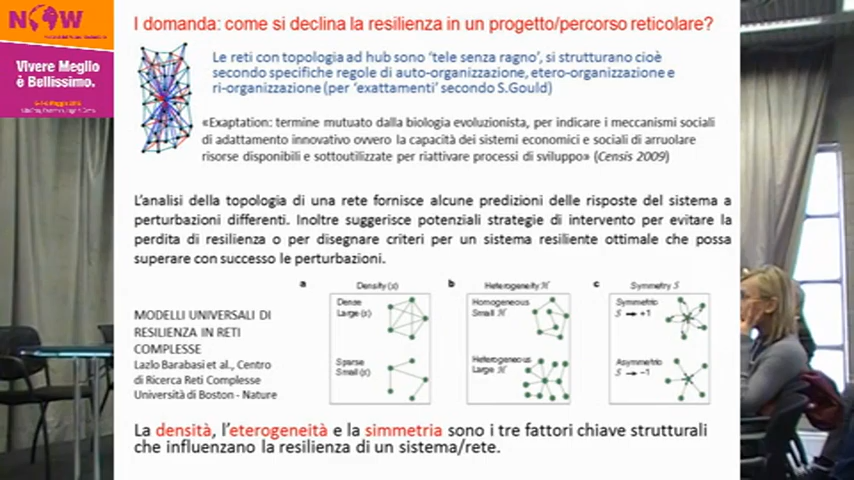 NOW
Vivere Meglio
è Bellissimo.
I domanda: come si declina la resilienza in un progetto/percorso reticolare?
Le reti con topologia ad hub sono 'tele senza ragno', si strutturano cioè
secondo specifiche regole di auto-organizzazione, etero-organizzazione e
ri-organizzazione (per 'exattamenti' secondo S.Gould)
«Exaptation: termine mutuato dalla biologia evoluzionista, per indicare i meccanismi sociali
di adattamento innovativo ovvero la capacità dei sistemi economici e sociali di arruolare
risorse disponibili e sottoutilizzate per riattivare processi di sviluppo» (Censis 2009)
L'analisi della topologia di una rete fornisce alcune predizioni delle risposte del sistema a
perturbazioni differenti. Inoltre suggerisce potenziali strategie di intervento per evitare la
perdita di resilienza o per disegnare criteri per un sistema resiliente ottimale che possa
superare con successo le perturbazioni.
MODELLI UNIVERSALI DI
RESILIENZA IN RETI
COMPLESSE
Lazlo Barabasi et al., Centro
di Ricerca Reti Complesse
Università di Boston - Nature
a Density ⟨s⟩
Dense
Large ⟨s⟩
Sparse
Small ⟨s⟩
b Heterogeneity ℋ
Homogeneous
Small ℋ
Heterogeneous
Large ℋ
c Symmetry 𝒮
Symmetric
𝒮 → +1
Asymmetric
𝒮 → −1
La densità, l'eterogeneità e la simmetria sono i tre fattori chiave strutturali
che influenzano la resilienza di un sistema/rete.